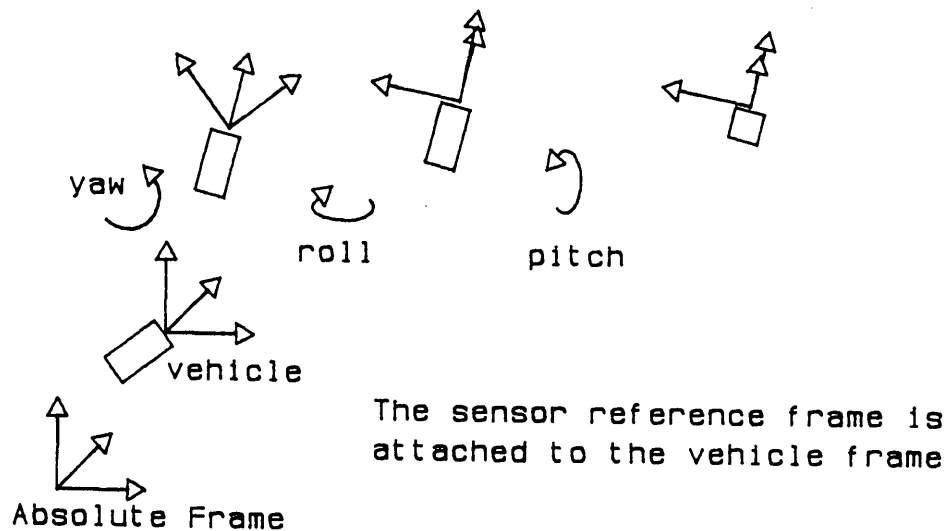 yaw
roll
pitch
vehicle
The sensor reference frame is
attached to the vehicle frame
Absolute Frame